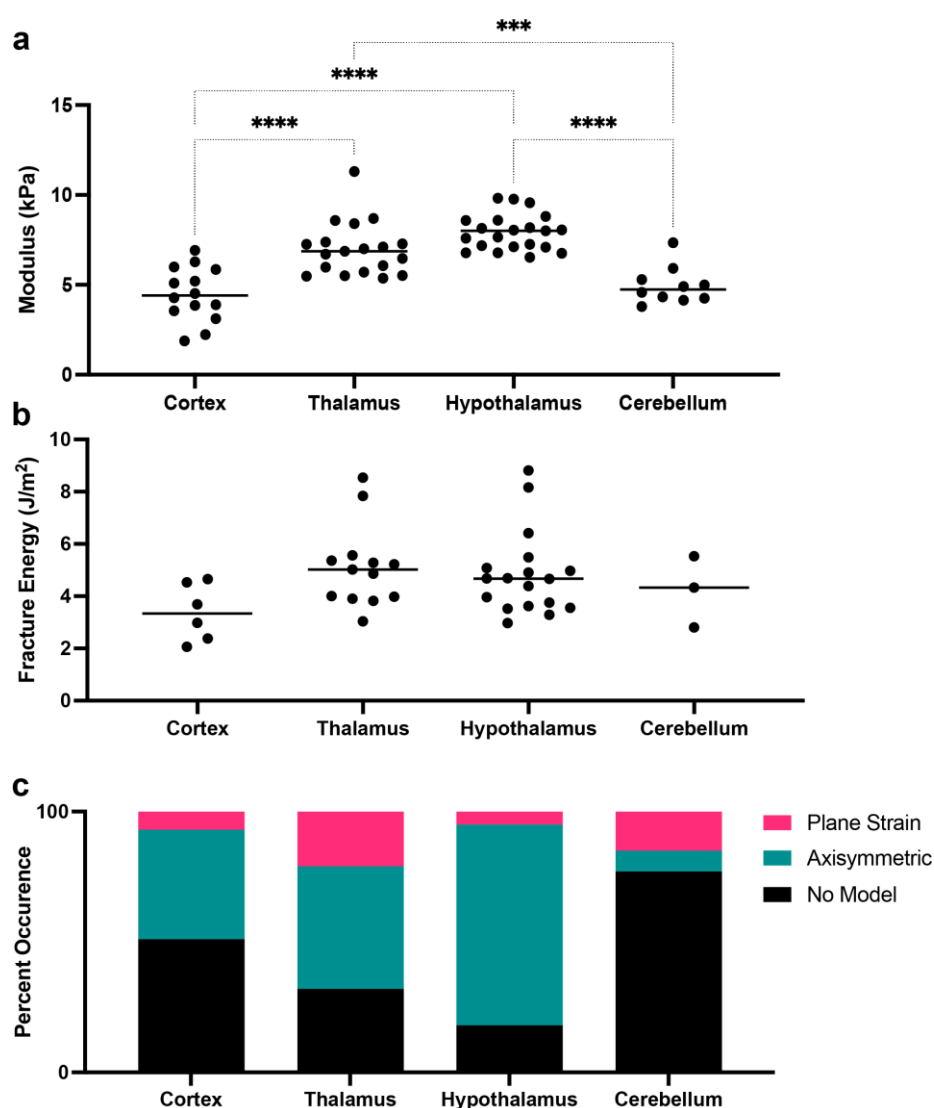 a
***
****
****
****
Modulus (kPa)
15
10
5
0
Cortex Thalamus Hypothalamus Cerebellum
b
Fracture Energy (J/m²)
10
8
6
4
2
0
Cortex Thalamus Hypothalamus Cerebellum
c
Percent Occurence
100
0
Plane Strain
Axisymmetric
No Model
Cortex Thalamus Hypothalamus Cerebellum